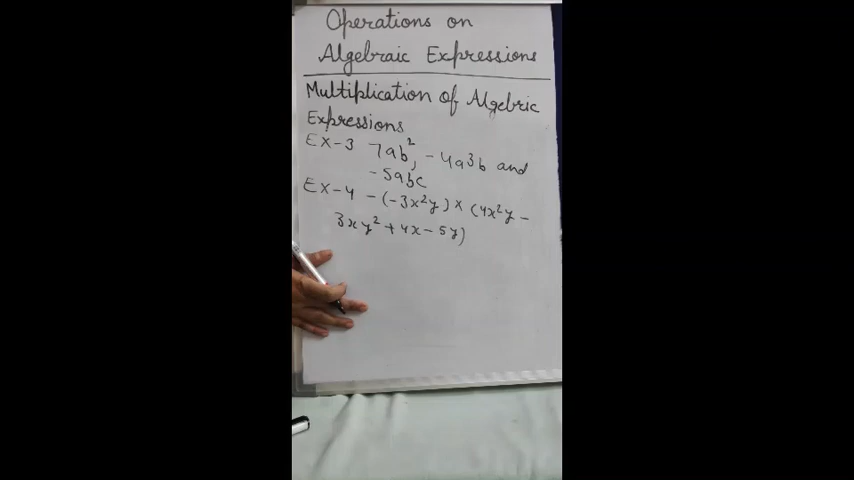 Operations on
Algebraic Expressions
Multiplication of Algebric
Expressions
EX-3 7ab², -4a3b and
-5abc
EX-4 -(-3x²y) × (4x²y -
3xy² + 4x - 5y)